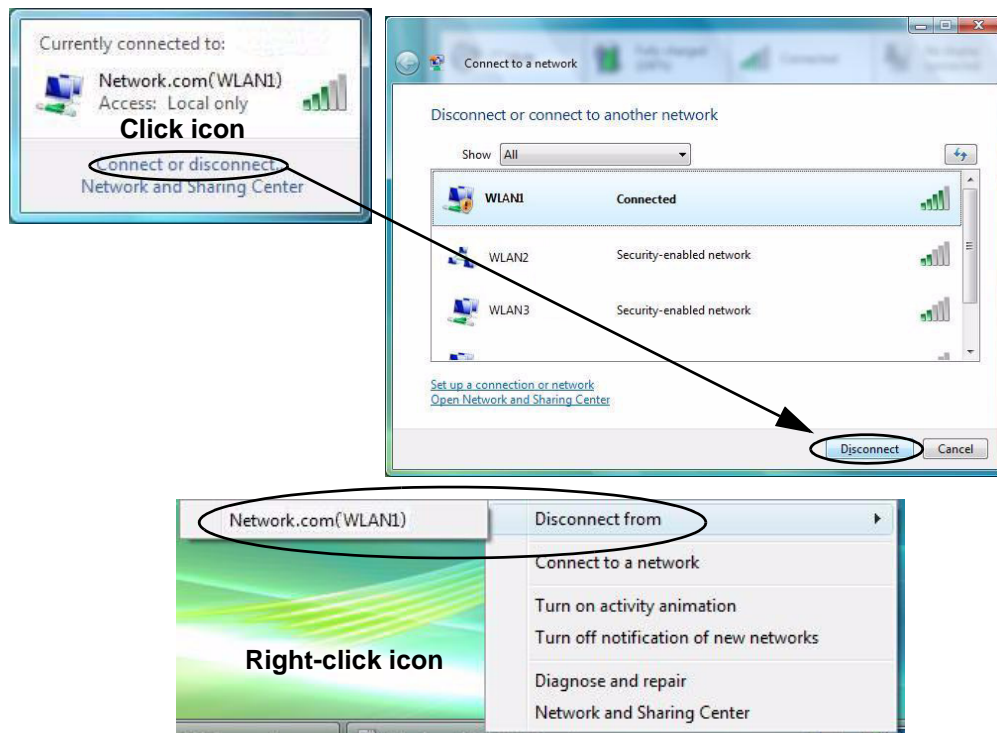 Currently connected to:
Network.com(WLAN1)
Access: Local only
Click icon
Connect or disconnect...
Network and Sharing Center
Connect to a network
Disconnect or connect to another network
Show All
WLAN1 Connected
WLAN2 Security-enabled network
WLAN3 Security-enabled network
Set up a connection or network
Open Network and Sharing Center
Disconnect Cancel
Network.com(WLAN1) Disconnect from
Connect to a network
Turn on activity animation
Turn off notification of new networks
Right-click icon
Diagnose and repair
Network and Sharing Center